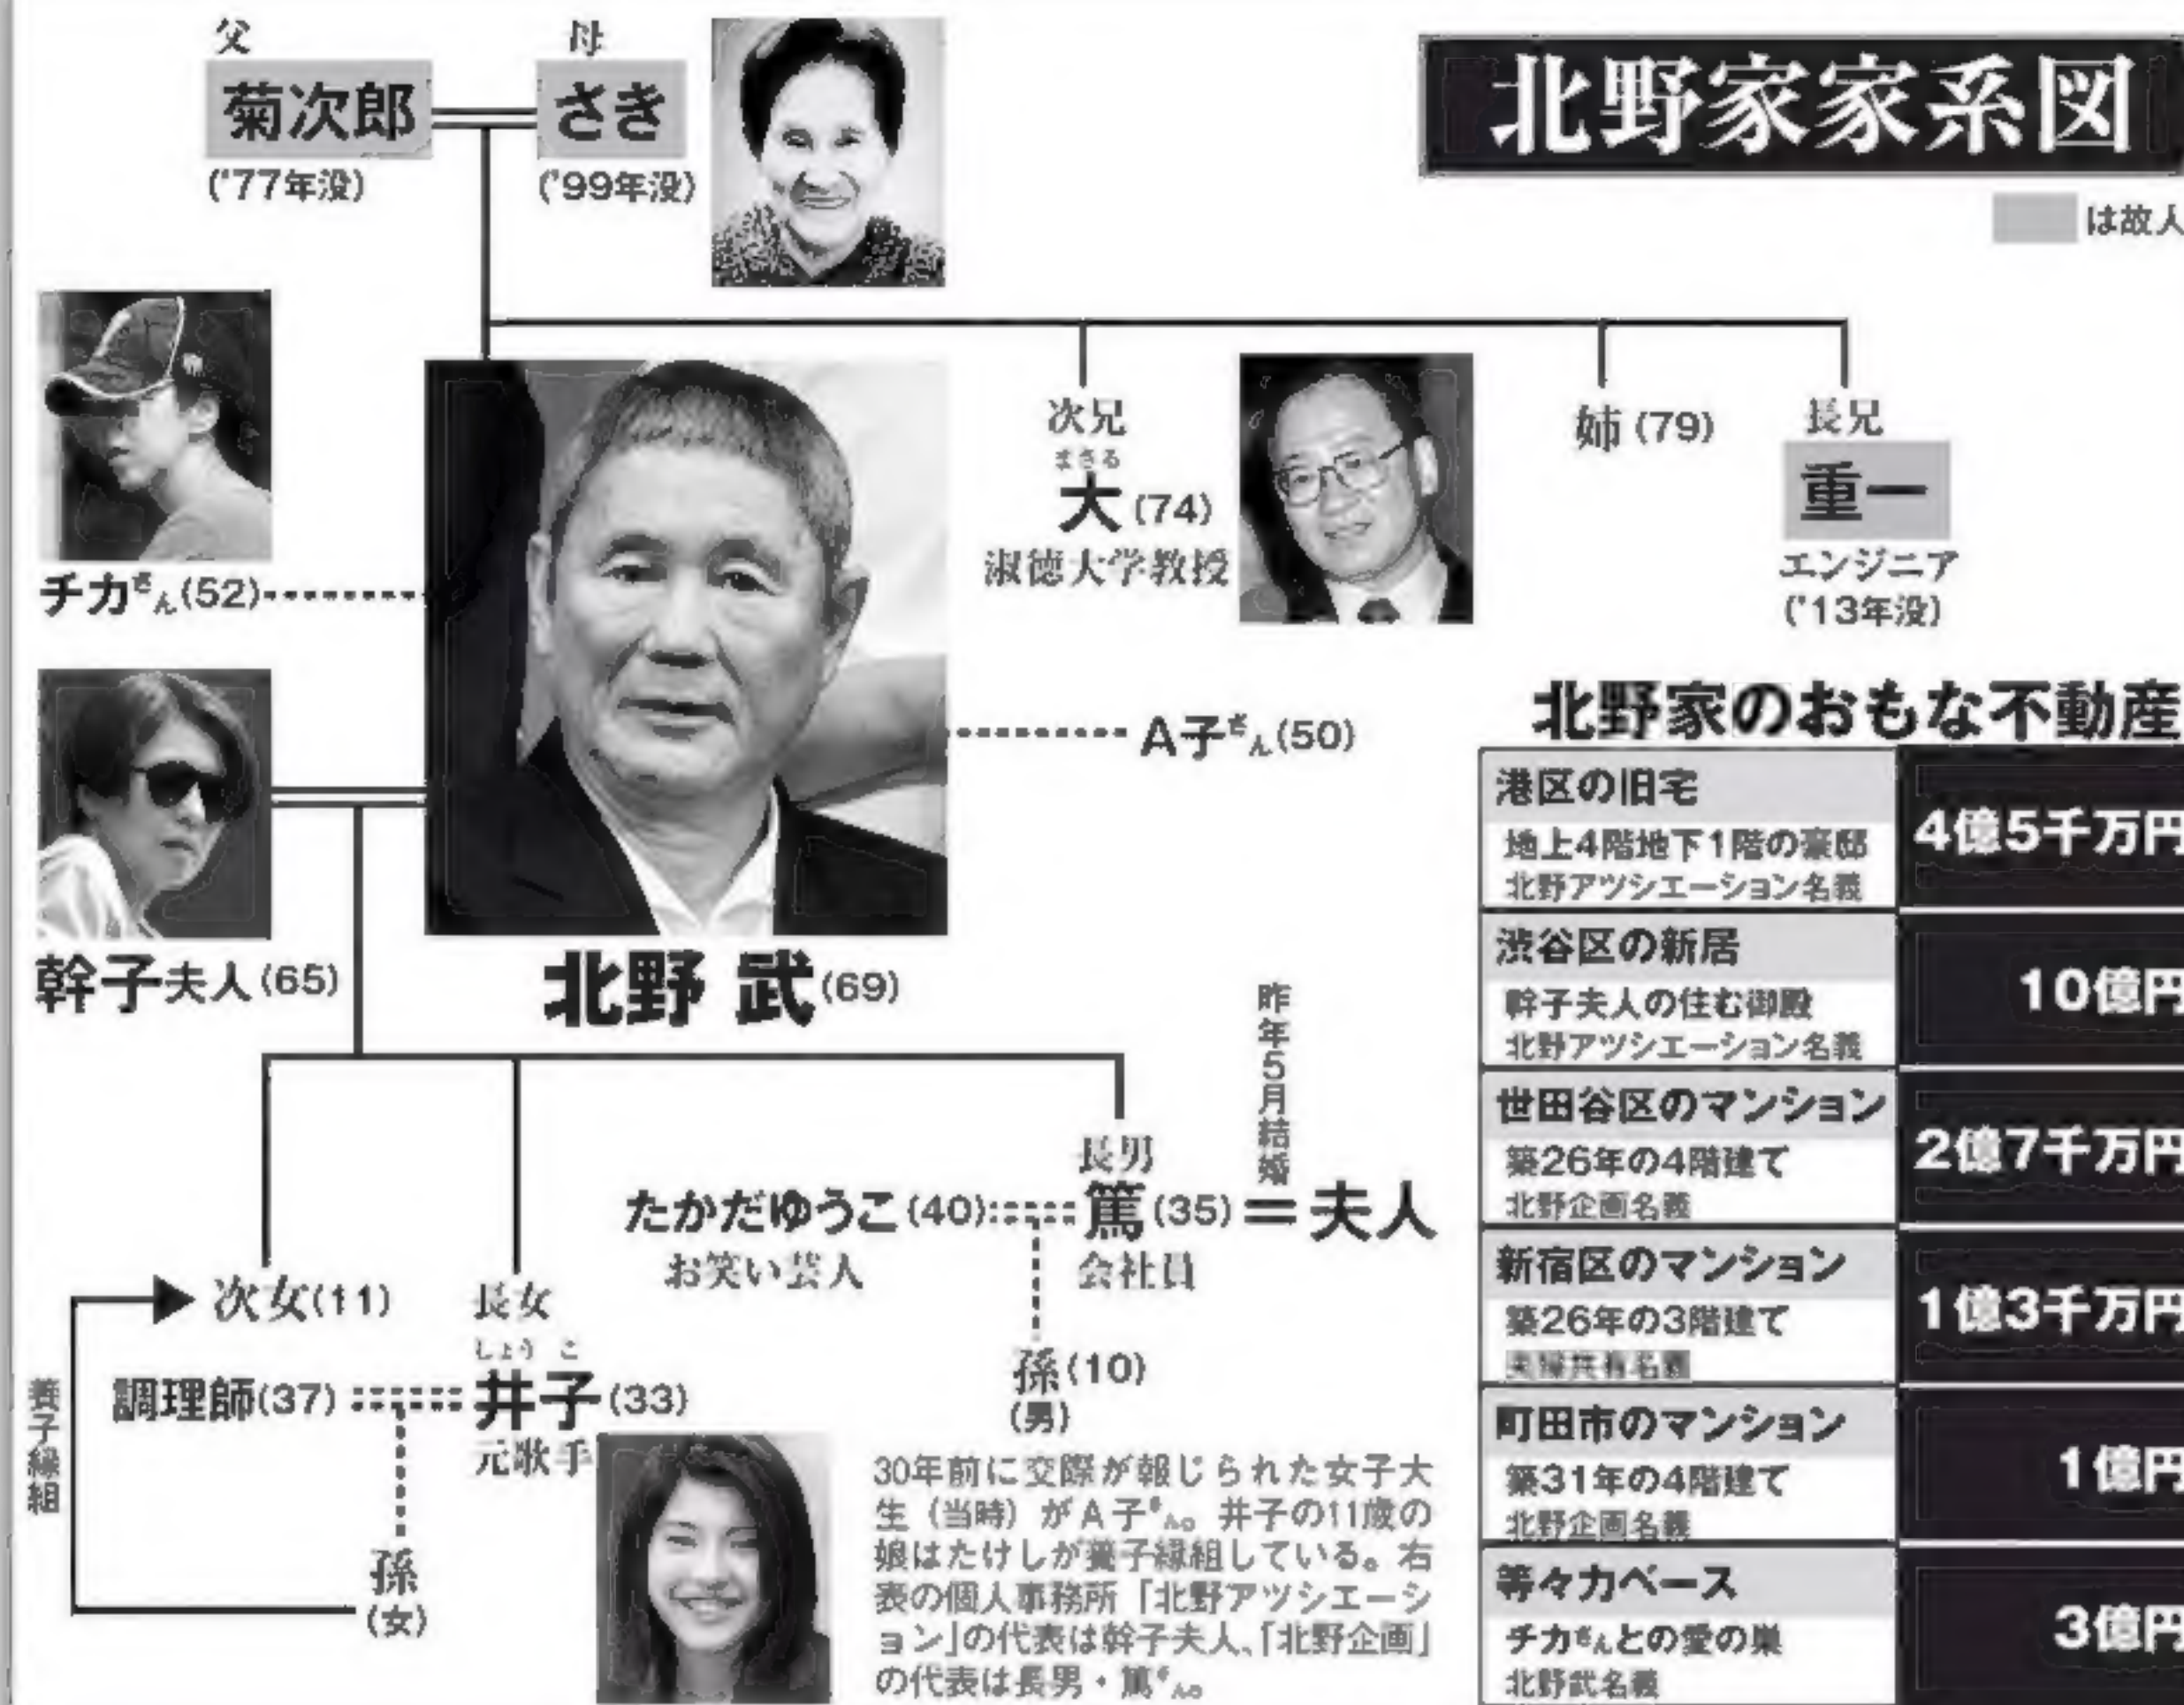 北野家家系図
は故人
父
菊次郎
('77年没)
母
さき
('99年没)
チカさん(52)
幹子夫人(65)
北野 武(69)
次兄
まさる
大(74)
淑徳大学教授
姉(79)
長兄
重一
エンジニア
('13年没)
A子さん(50)
昨年5月結婚
長男
たかだゆうこ(40)
篤(35)
夫人
お笑い芸人
会社員
孫(10)
(男)
次女(11)
長女
しょうこ
調理師(37)
井子(33)
元歌手
養子縁組
孫
(女)
30年前に交際が報じられた女子大
生(当時)がA子さん。井子の11歳の
娘はたけしが養子縁組している。右
表の個人事務所「北野アツシエーシ
ョン」の代表は幹子夫人、「北野企画」
の代表は長男・篤さん。
北野家のおもな不動産
港区の旧宅
地上4階地下1階の豪邸
北野アツシエーション名義
4億5千万円
渋谷区の新居
幹子夫人の住む御殿
北野アツシエーション名義
10億円
世田谷区のマンション
築26年の4階建て
北野企画名義
2億7千万円
新宿区のマンション
築26年の3階建て
夫婦共有名義
1億3千万円
町田市のマンション
築31年の4階建て
北野企画名義
1億円
等々力ベース
チカさんとの愛の巣
北野武名義
3億円